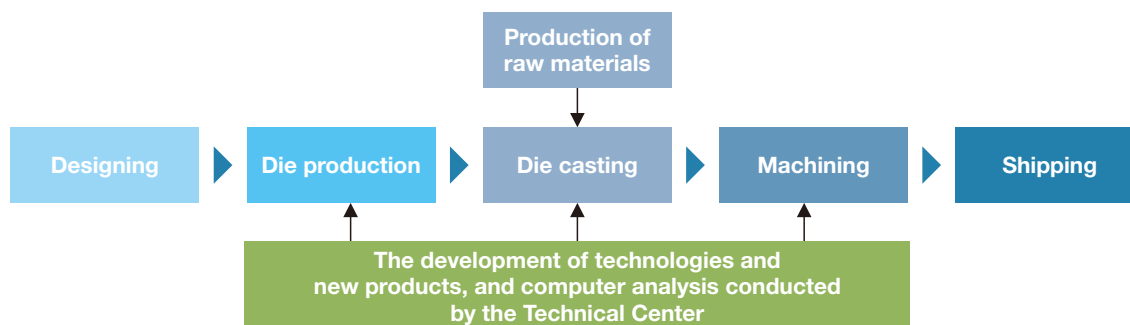 Production of
raw materials
Designing
Die production
Die casting
Machining
Shipping
The development of technologies and
new products, and computer analysis conducted
by the Technical Center